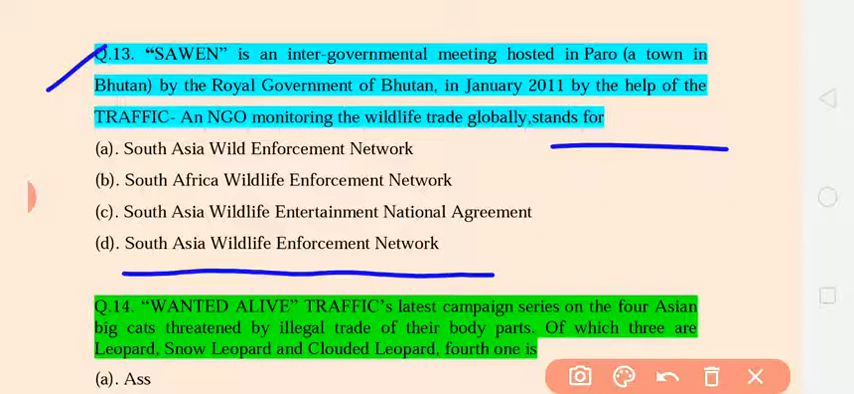 Q.13. “SAWEN” is an inter-governmental meeting hosted in Paro (a town in
Bhutan) by the Royal Government of Bhutan, in January 2011 by the help of the
TRAFFIC- An NGO monitoring the wildlife trade globally,stands for
(a). South Asia Wild Enforcement Network
(b). South Africa Wildlife Enforcement Network
(c). South Asia Wildlife Entertainment National Agreement
(d). South Asia Wildlife Enforcement Network
Q.14. “WANTED ALIVE” TRAFFIC’s latest campaign series on the four Asian
big cats threatened by illegal trade of their body parts. Of which three are
Leopard, Snow Leopard and Clouded Leopard, fourth one is
(a). Ass